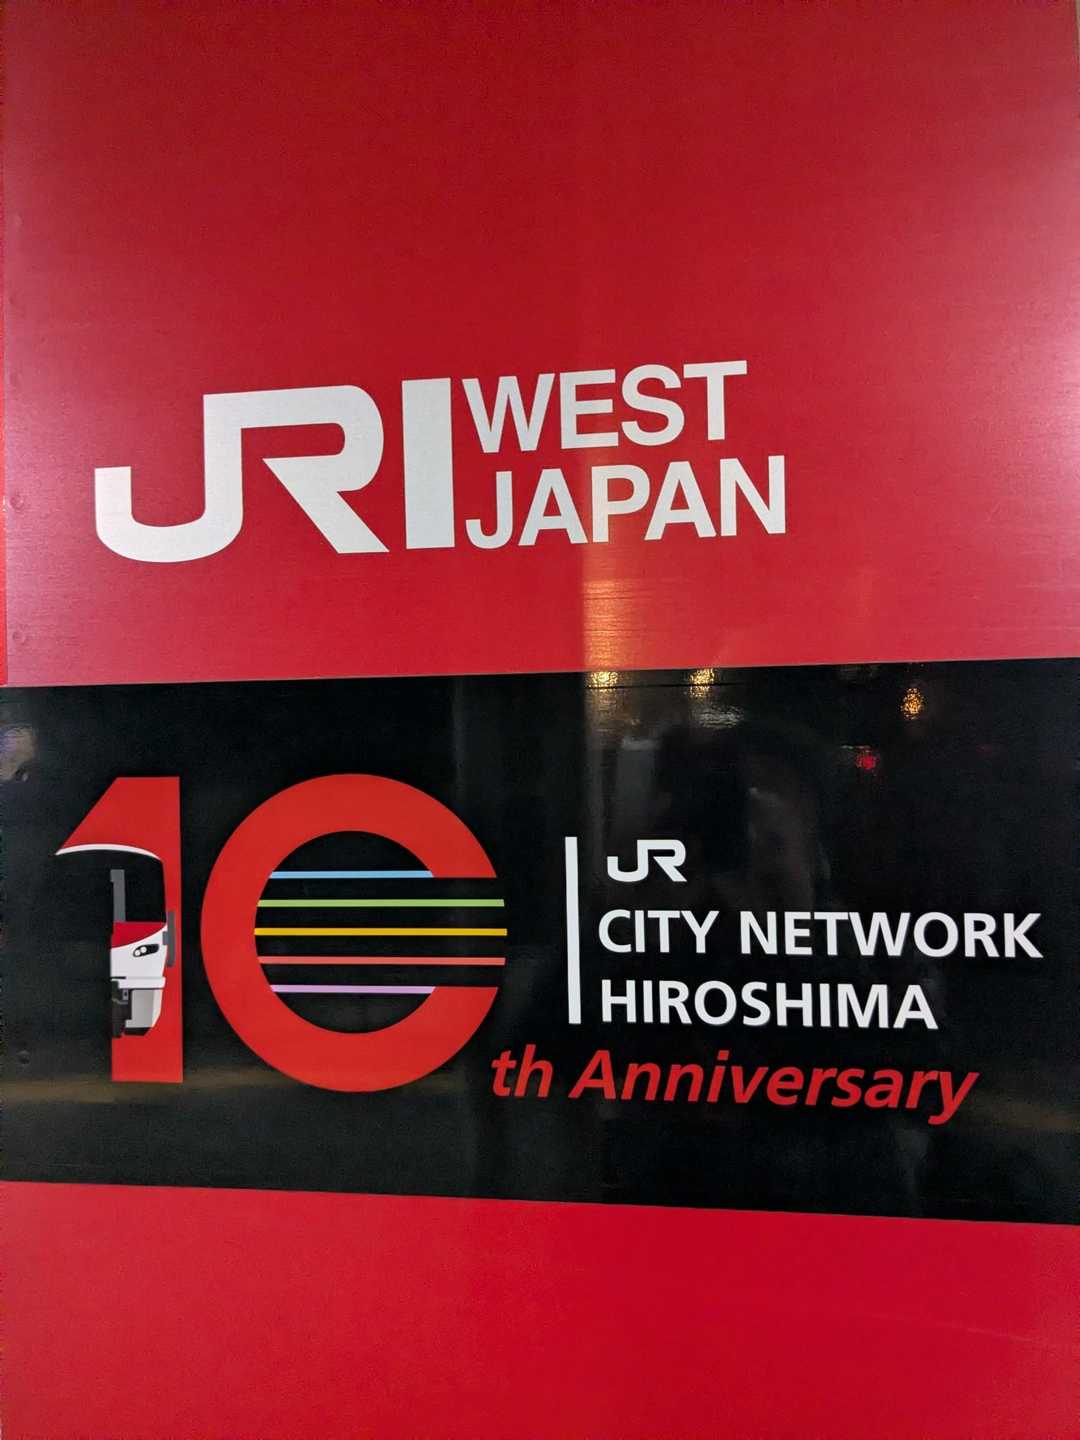 JR WEST
JAPAN
10
JR
CITY NETWORK
HIROSHIMA
th Anniversary